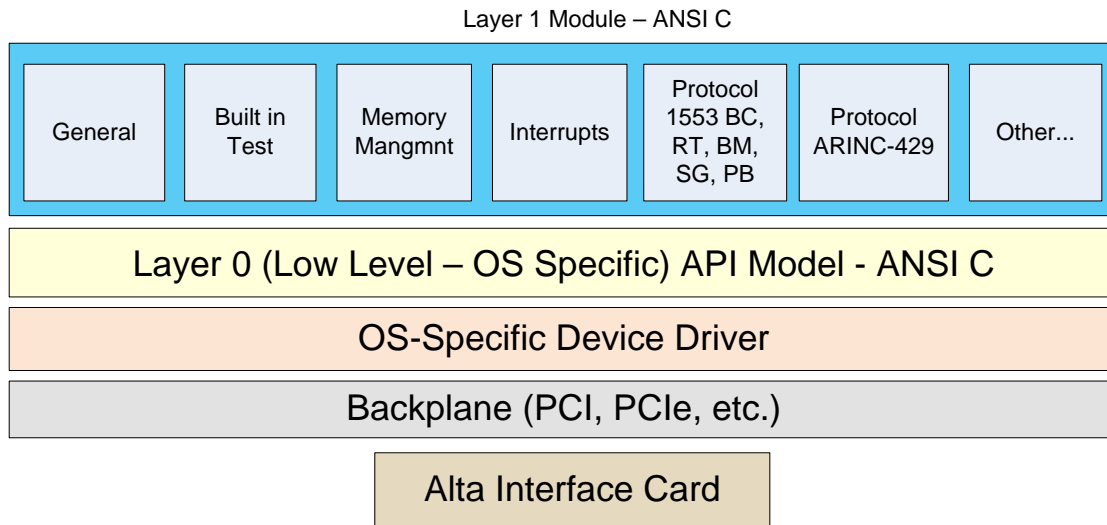 Layer 1 Module – ANSI C
General
Built in
Test
Memory
Mangmnt
Interrupts
Protocol
1553 BC,
RT, BM,
SG, PB
Protocol
ARINC-429
Other...
Layer 0 (Low Level – OS Specific) API Model - ANSI C
OS-Specific Device Driver
Backplane (PCI, PCIe, etc.)
Alta Interface Card